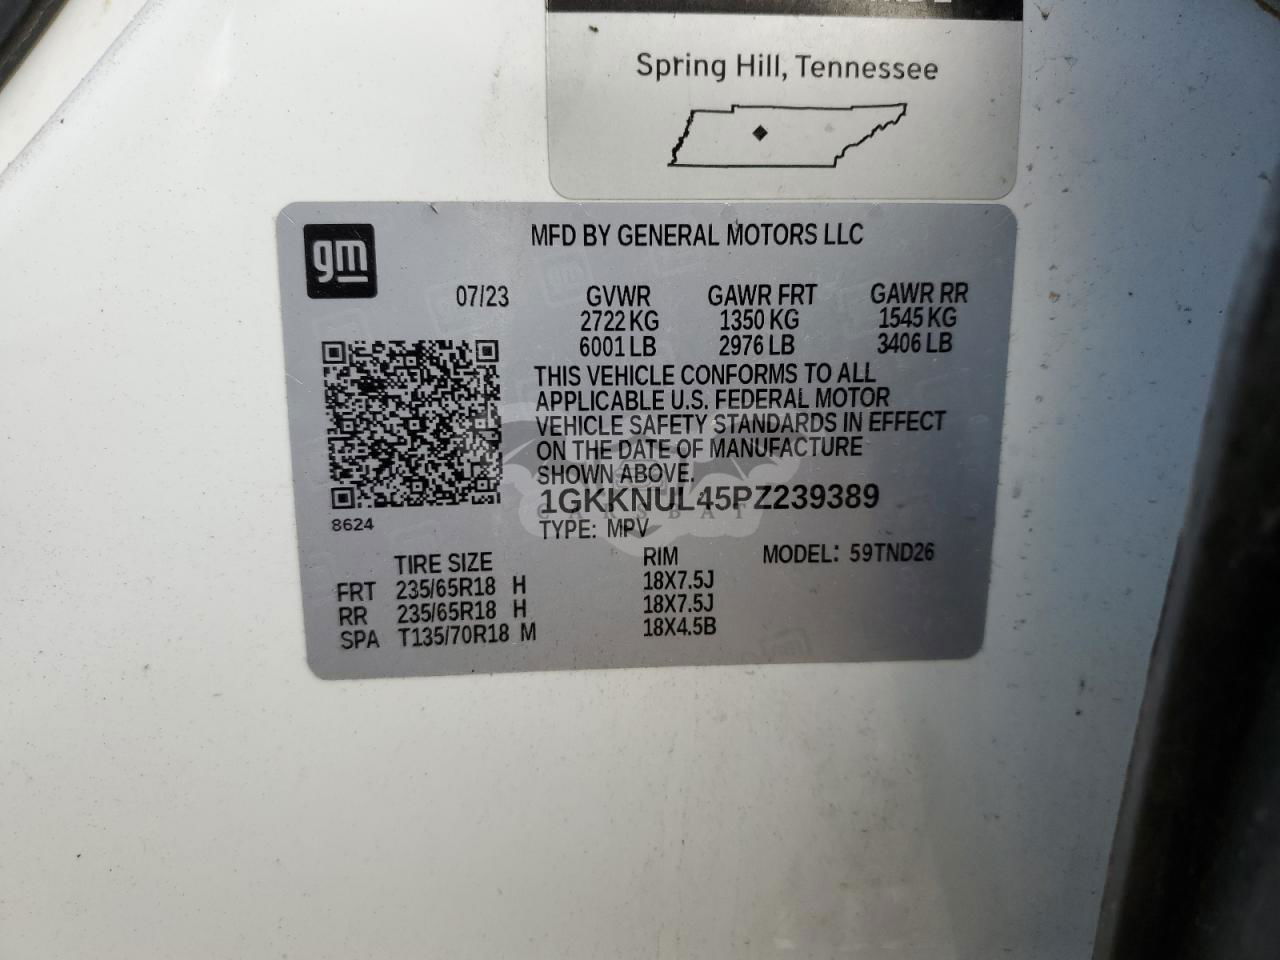 Spring Hill, Tennessee
gm
MFD BY GENERAL MOTORS LLC
07/23 GVWR GAWR FRT GAWR RR
2722 KG 1350 KG 1545 KG
6001 LB 2976 LB 3406 LB
THIS VEHICLE CONFORMS TO ALL
APPLICABLE U.S. FEDERAL MOTOR
VEHICLE SAFETY STANDARDS IN EFFECT
ON THE DATE OF MANUFACTURE
SHOWN ABOVE.
1GKKNUL45PZ239389
CARSBAT
8624 TYPE: MPV
TIRE SIZE RIM MODEL: 59TND26
FRT 235/65R18 H 18X7.5J
RR 235/65R18 H 18X7.5J
SPA T135/70R18 M 18X4.5B